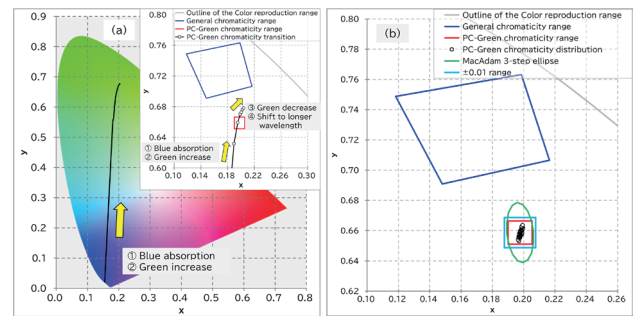 (a)
0.9
0.8
0.7
0.6
0.5
0.4
0.3
0.2
0.1
0.0
y
0.0 0.1 0.2 0.3 0.4 0.5 0.6 0.7 0.8
x
① Blue absorption
② Green increase
Outline of the Color reproduction range
General chromaticity range
PC-Green chromaticity range
PC-Green chromaticity transition
0.80
0.76
0.72
0.68
0.64
0.60
y
0.10 0.14 0.18 0.22 0.26 0.30
x
③ Green decrease
④ Shift to longer
wavelength
① Blue absorption
② Green increase
(b)
Outline of the Color reproduction range
General chromaticity range
PC-Green chromaticity range
PC-Green chromaticity distribution
MacAdam 3-step ellipse
±0.01 range
0.80
0.78
0.76
0.74
0.72
0.70
0.68
0.66
0.64
0.62
y
0.10 0.12 0.14 0.16 0.18 0.20 0.22 0.24 0.26
x